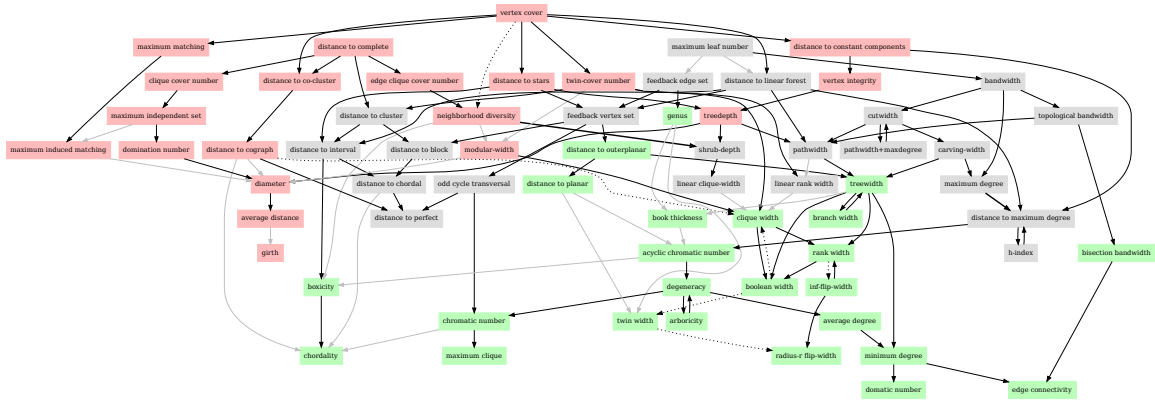 vertex cover
maximum matching
distance to complete
maximum leaf number
distance to constant components
clique cover number
distance to co-cluster
edge clique cover number
distance to stars
twin-cover number
feedback edge set
distance to linear forest
vertex integrity
bandwidth
maximum independent set
distance to cluster
neighborhood diversity
feedback vertex set
genus
treedepth
cutwidth
topological bandwidth
maximum induced matching
domination number
distance to cograph
distance to interval
distance to block
modular-width
distance to outerplanar
shrub-depth
pathwidth
pathwidth+maxdegree
carving-width
diameter
distance to chordal
odd cycle transversal
distance to planar
linear clique-width
linear rank width
treewidth
maximum degree
average distance
distance to perfect
book thickness
clique width
branch width
distance to maximum degree
girth
acyclic chromatic number
rank width
h-index
bisection bandwidth
boxicity
degeneracy
boolean width
inf-flip-width
chromatic number
twin width
arboricity
average degree
chordality
maximum clique
radius-r flip-width
minimum degree
domatic number
edge connectivity